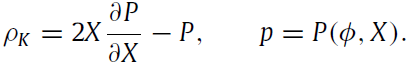 ρ_K = 2X ∂P/∂X − P,  p = P(ϕ, X).